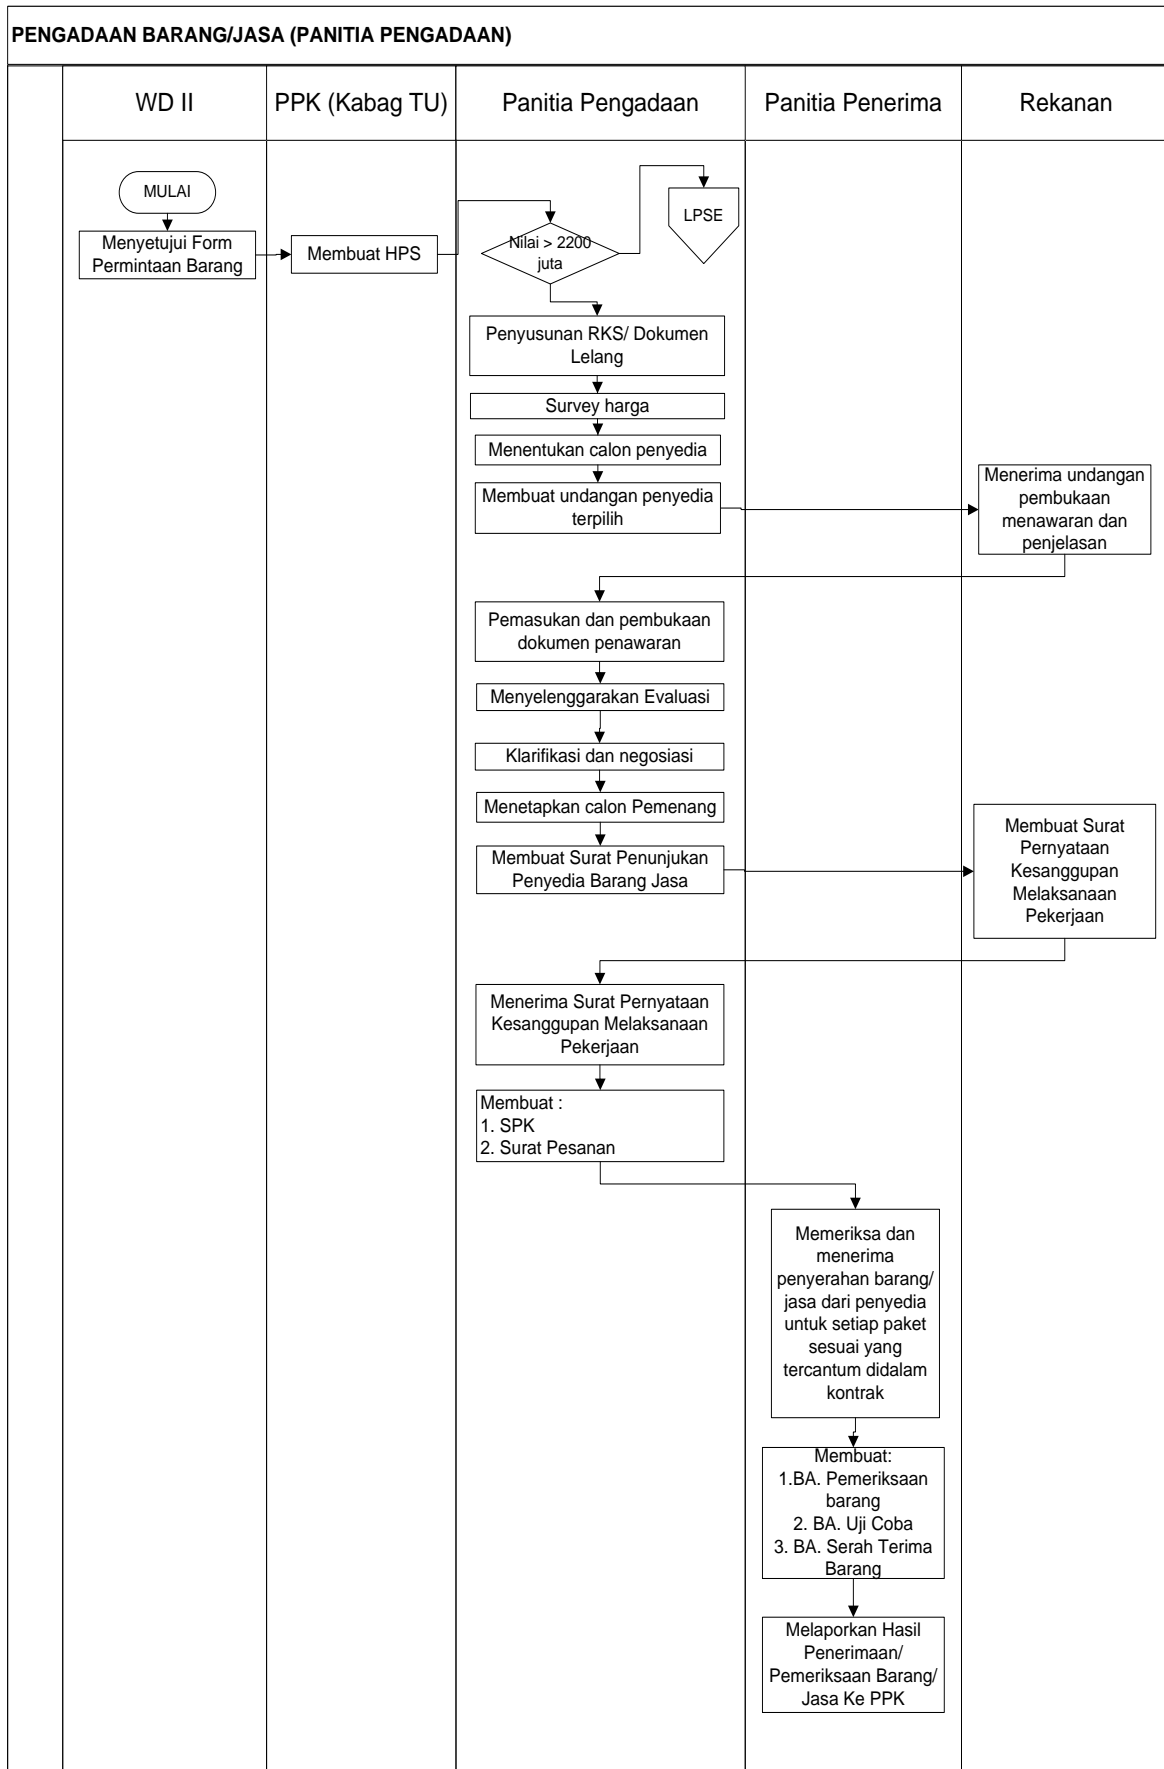 PENGADAAN BARANG/JASA (PANITIA PENGADAAN)
WD II
PPK (Kabag TU)
Panitia Pengadaan
Panitia Penerima
Rekanan
MULAI
Menyetujui Form
Permintaan Barang
Membuat HPS
Nilai > 2200
juta
LPSE
Penyusunan RKS/ Dokumen
Lelang
Survey harga
Menentukan calon penyedia
Membuat undangan penyedia
terpilih
Menerima undangan
pembukaan
menawaran dan
penjelasan
Pemasukan dan pembukaan
dokumen penawaran
Menyelenggarakan Evaluasi
Klarifikasi dan negosiasi
Menetapkan calon Pemenang
Membuat Surat Penunjukan
Penyedia Barang Jasa
Membuat Surat
Pernyataan
Kesanggupan
Melaksanaan
Pekerjaan
Menerima Surat Pernyataan
Kesanggupan Melaksanaan
Pekerjaan
Membuat :
1. SPK
2. Surat Pesanan
Memeriksa dan
menerima
penyerahan barang/
jasa dari penyedia
untuk setiap paket
sesuai yang
tercantum didalam
kontrak
Membuat:
1.BA. Pemeriksaan
barang
2. BA. Uji Coba
3. BA. Serah Terima
Barang
Melaporkan Hasil
Penerimaan/
Pemeriksaan Barang/
Jasa Ke PPK